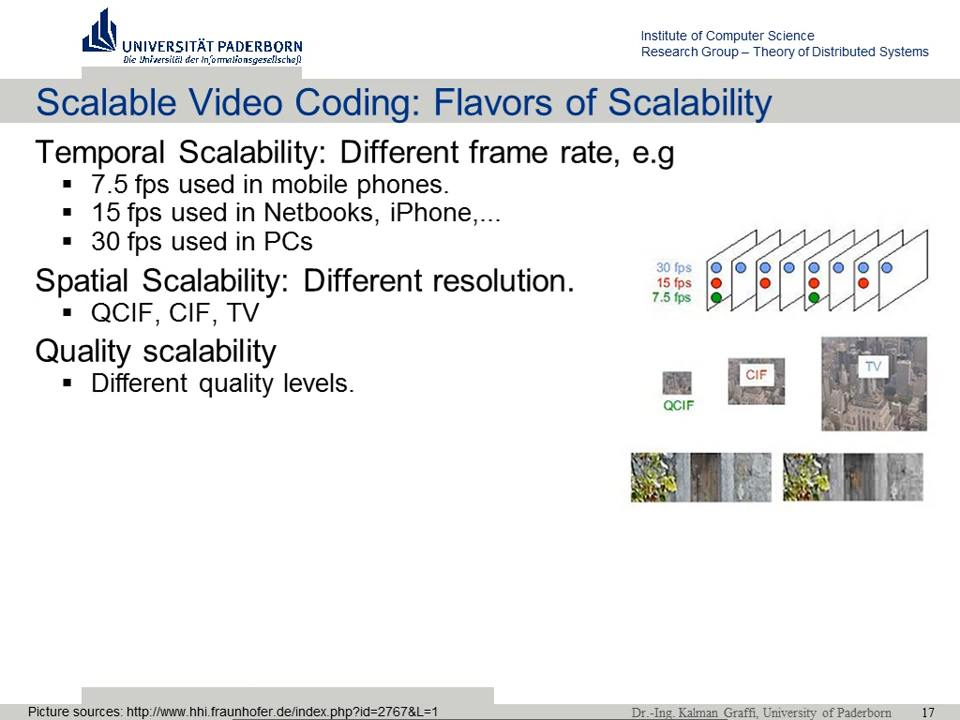 UNIVERSITÄT PADERBORN
Die Universität der Informationsgesellschaft
Institute of Computer Science
Research Group – Theory of Distributed Systems
Scalable Video Coding: Flavors of Scalability
Temporal Scalability: Different frame rate, e.g
▪ 7.5 fps used in mobile phones.
▪ 15 fps used in Netbooks, iPhone,...
▪ 30 fps used in PCs
Spatial Scalability: Different resolution.
▪ QCIF, CIF, TV
Quality scalability
▪ Different quality levels.
30 fps
15 fps
7.5 fps
QCIF
CIF
TV
Picture sources: http://www.hhi.fraunhofer.de/index.php?id=2767&L=1
Dr.-Ing. Kalman Graffi, University of Paderborn
17